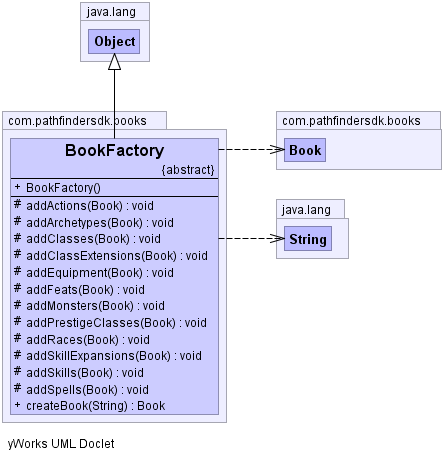 java.lang
Object
com.pathfindersdk.books
BookFactory
{abstract}
+ BookFactory()
# addActions(Book) : void
# addArchetypes(Book) : void
# addClasses(Book) : void
# addClassExtensions(Book) : void
# addEquipment(Book) : void
# addFeats(Book) : void
# addMonsters(Book) : void
# addPrestigeClasses(Book) : void
# addRaces(Book) : void
# addSkillExpansions(Book) : void
# addSkills(Book) : void
# addSpells(Book) : void
+ createBook(String) : Book
com.pathfindersdk.books
Book
java.lang
String
yWorks UML Doclet